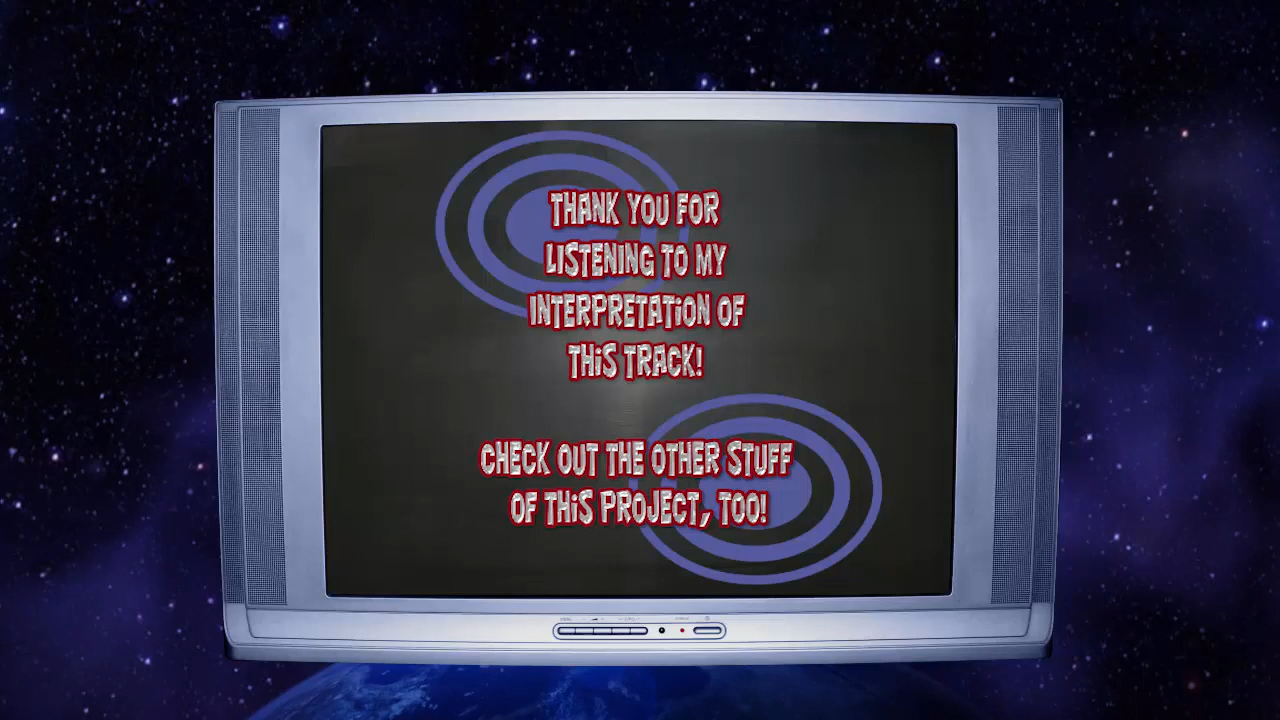 THANK YOU FOR
LISTENING TO MY
INTERPRETATiON OF
THiS TRACK!
CHECK OUT THE OTHER STUFF
OF THiS PROJECT, TOO!